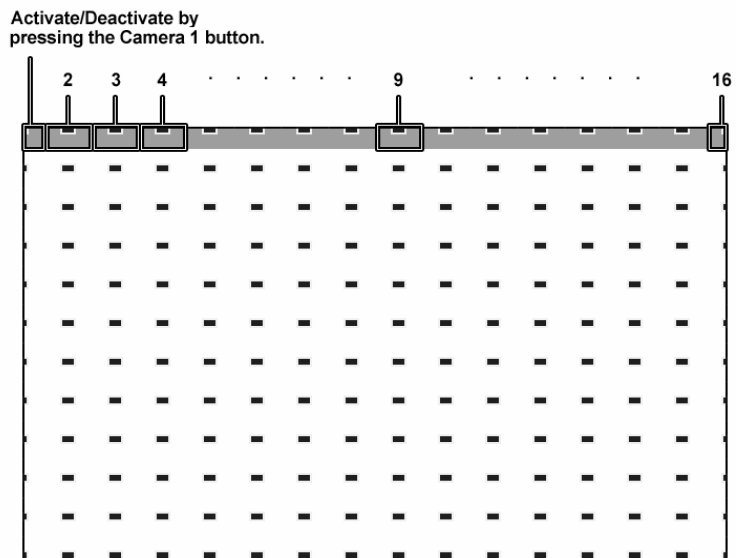 Activate/Deactivate by
pressing the Camera 1 button.
2 3 4 · · · · · · 9 · · · · · · · 16